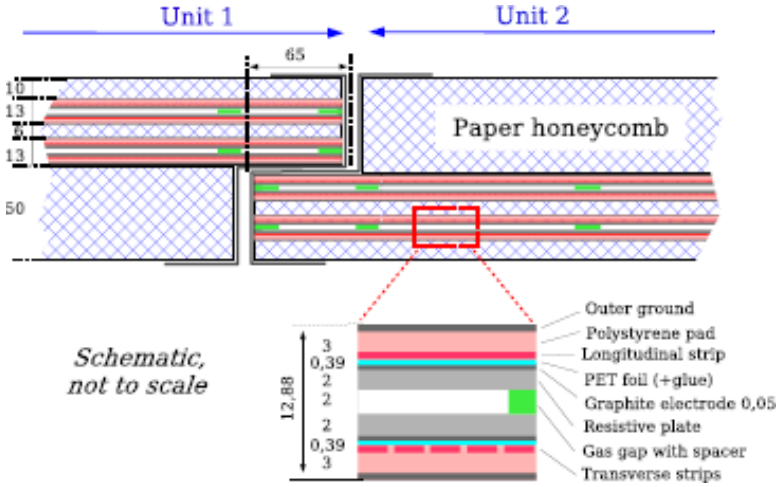 Unit 1
Unit 2
65
10
13
6
13
50
Paper honeycomb
Schematic,
not to scale
12,88
3
0,39
2
2
2
0,39
3
Outer ground
Polystyrene pad
Longitudinal strip
PET foil (+glue)
Graphite electrode 0,05
Resistive plate
Gas gap with spacer
Transverse strips